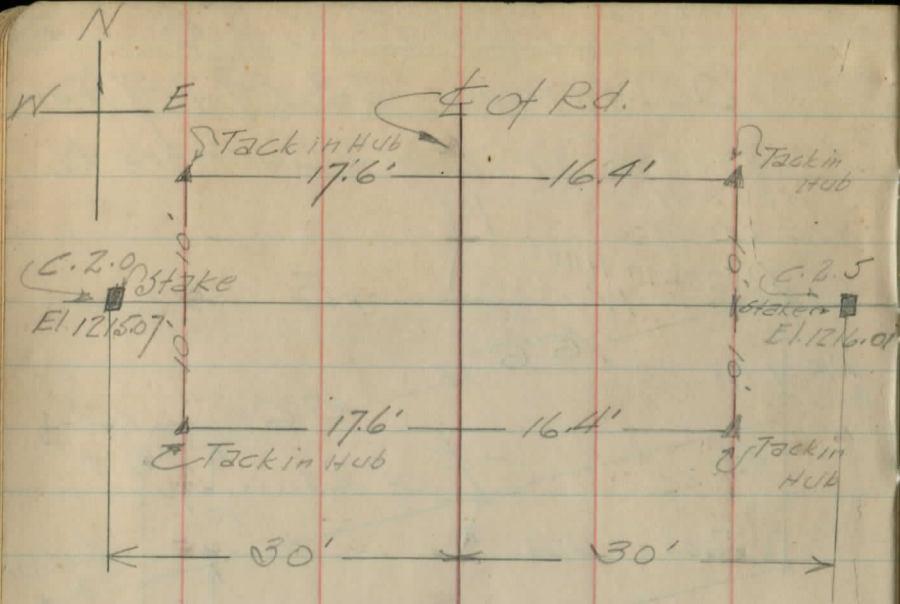 N
W E
℄ of Rd.
Tack in Hub
17.6' 16.4'
Tack in
Hub
10'
10'
C.2.0
Stake
El. 1215.07
C.2.5
Stake
El. 1216.01
10'
10'
17.6' 16.4'
Tack in Hub
Tack in
Hub
30' 30'